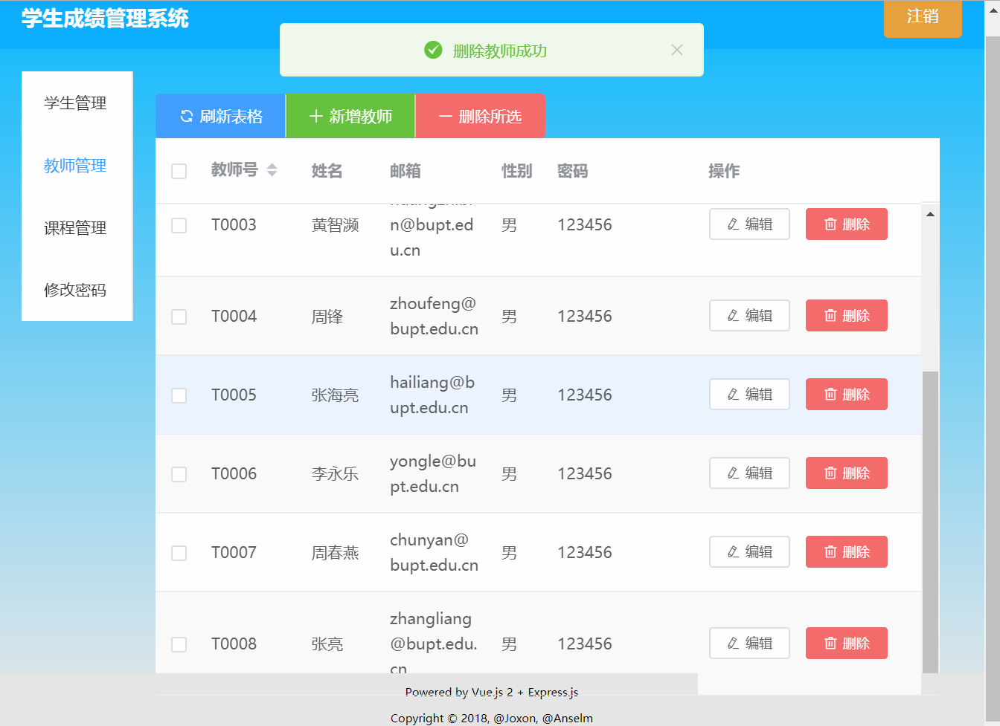 学生成绩管理系统
注销
删除教师成功
学生管理
教师管理
课程管理
修改密码
刷新表格 新增教师 删除所选
教师号 姓名 邮箱 性别 密码 操作
T0003 黄智濒 n@bupt.ed 男 123456 编辑 删除
u.cn
T0004 周锋 zhoufeng@ 男 123456 编辑 删除
bupt.edu.cn
T0005 张海亮 hailiang@b 男 123456 编辑 删除
upt.edu.cn
T0006 李永乐 yongle@bu 男 123456 编辑 删除
pt.edu.cn
T0007 周春燕 chunyan@ 男 123456 编辑 删除
bupt.edu.cn
zhangliang
T0008 张亮 @bupt.edu. 男 123456 编辑 删除
cn
Powered by Vue.js 2 + Express.js
Copyright © 2018, @Joxon, @Anselm